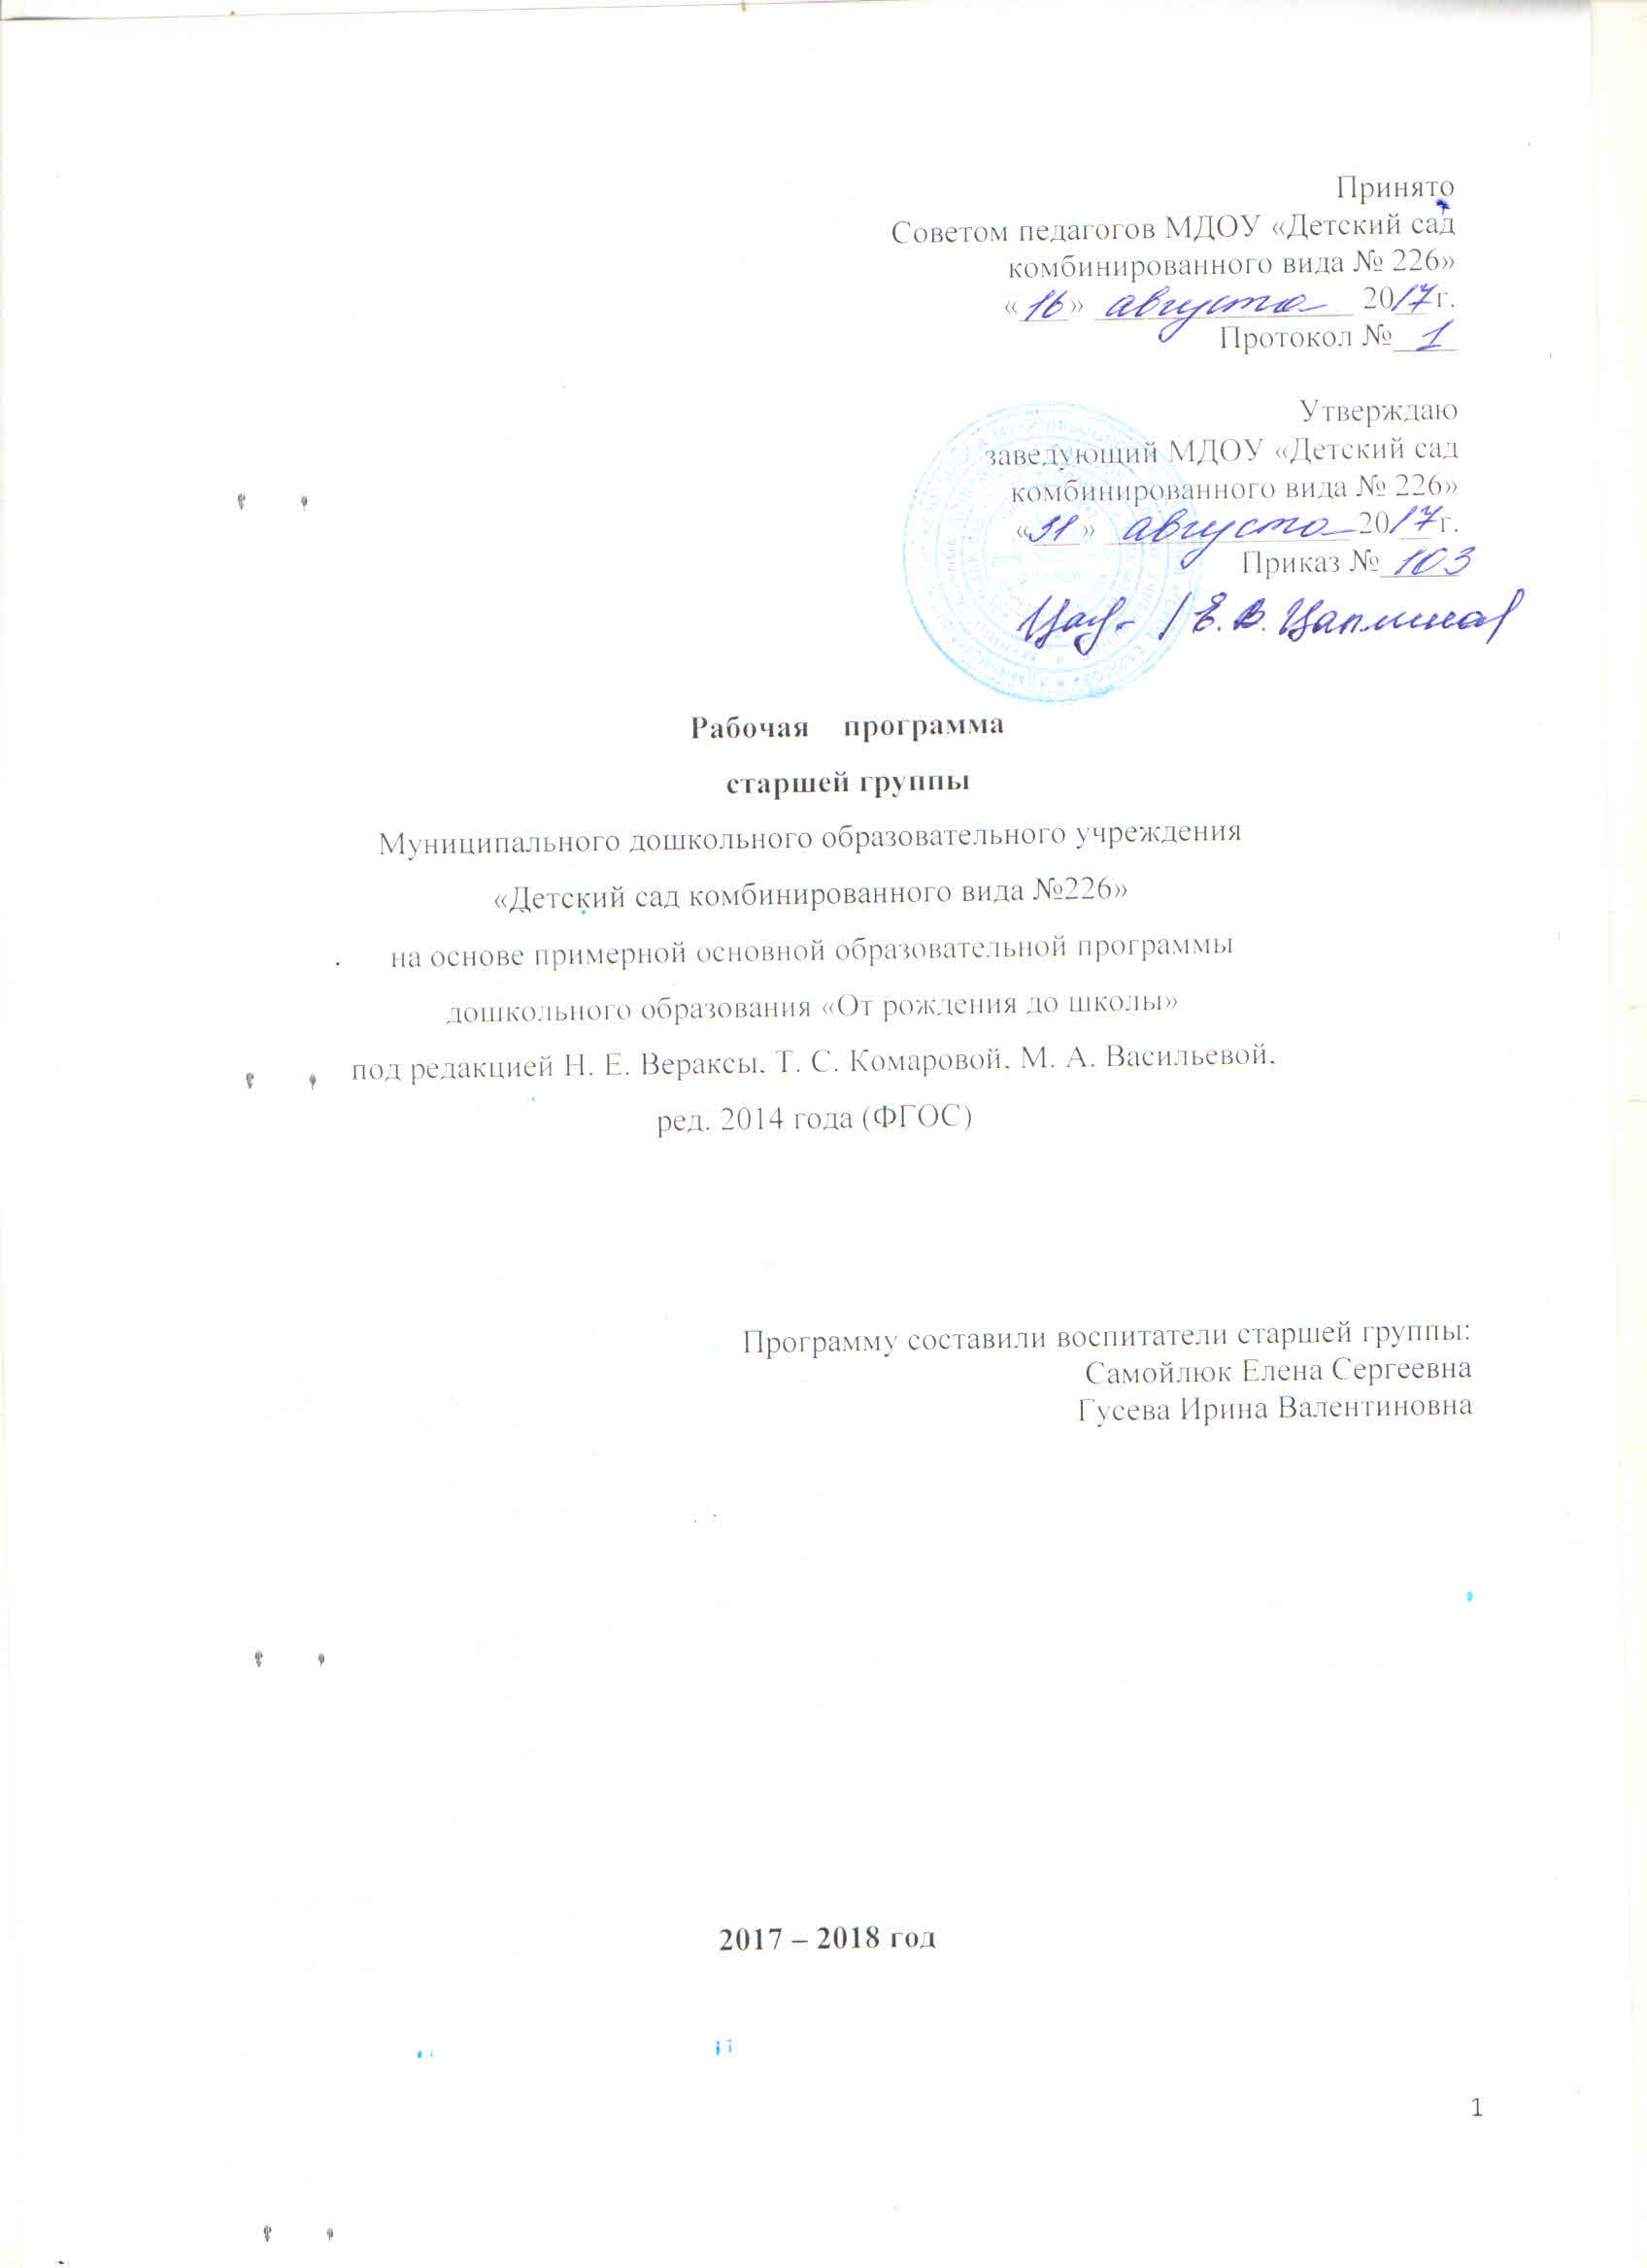 Принято
Советом педагогов МДОУ «Детский сад
комбинированного вида № 226»
«16» августа 2017г.
Протокол № 1
Утверждаю
заведующий МДОУ «Детский сад
комбинированного вида № 226»
«31» августа 2017г.
Приказ № 103
/ Е.В. Цаплина/
Рабочая программа
старшей группы
Муниципального дошкольного образовательного учреждения
«Детский сад комбинированного вида №226»
на основе примерной основной образовательной программы
дошкольного образования «От рождения до школы»
под редакцией Н. Е. Вераксы, Т. С. Комаровой, М. А. Васильевой.
ред. 2014 года (ФГОС)
Программу составили воспитатели старшей группы:
Самойлюк Елена Сергеевна
Гусева Ирина Валентиновна
2017 – 2018 год
1